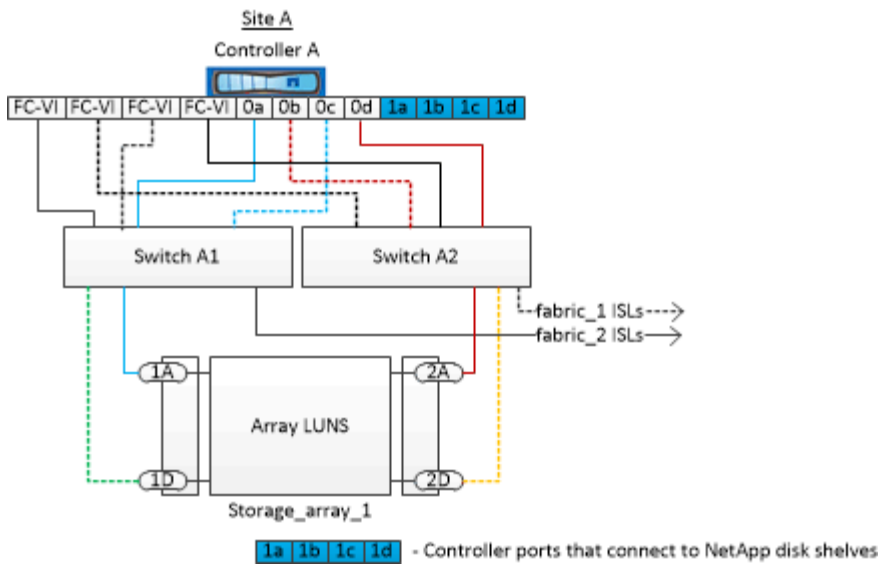 Site A
Controller A
FC-VI FC-VI FC-VI FC-VI 0a 0b 0c 0d 1a 1b 1c 1d
Switch A1
Switch A2
fabric_1 ISLs
fabric_2 ISLs
1A
2A
Array LUNS
1D
2D
Storage_array_1
1a 1b 1c 1d - Controller ports that connect to NetApp disk shelves